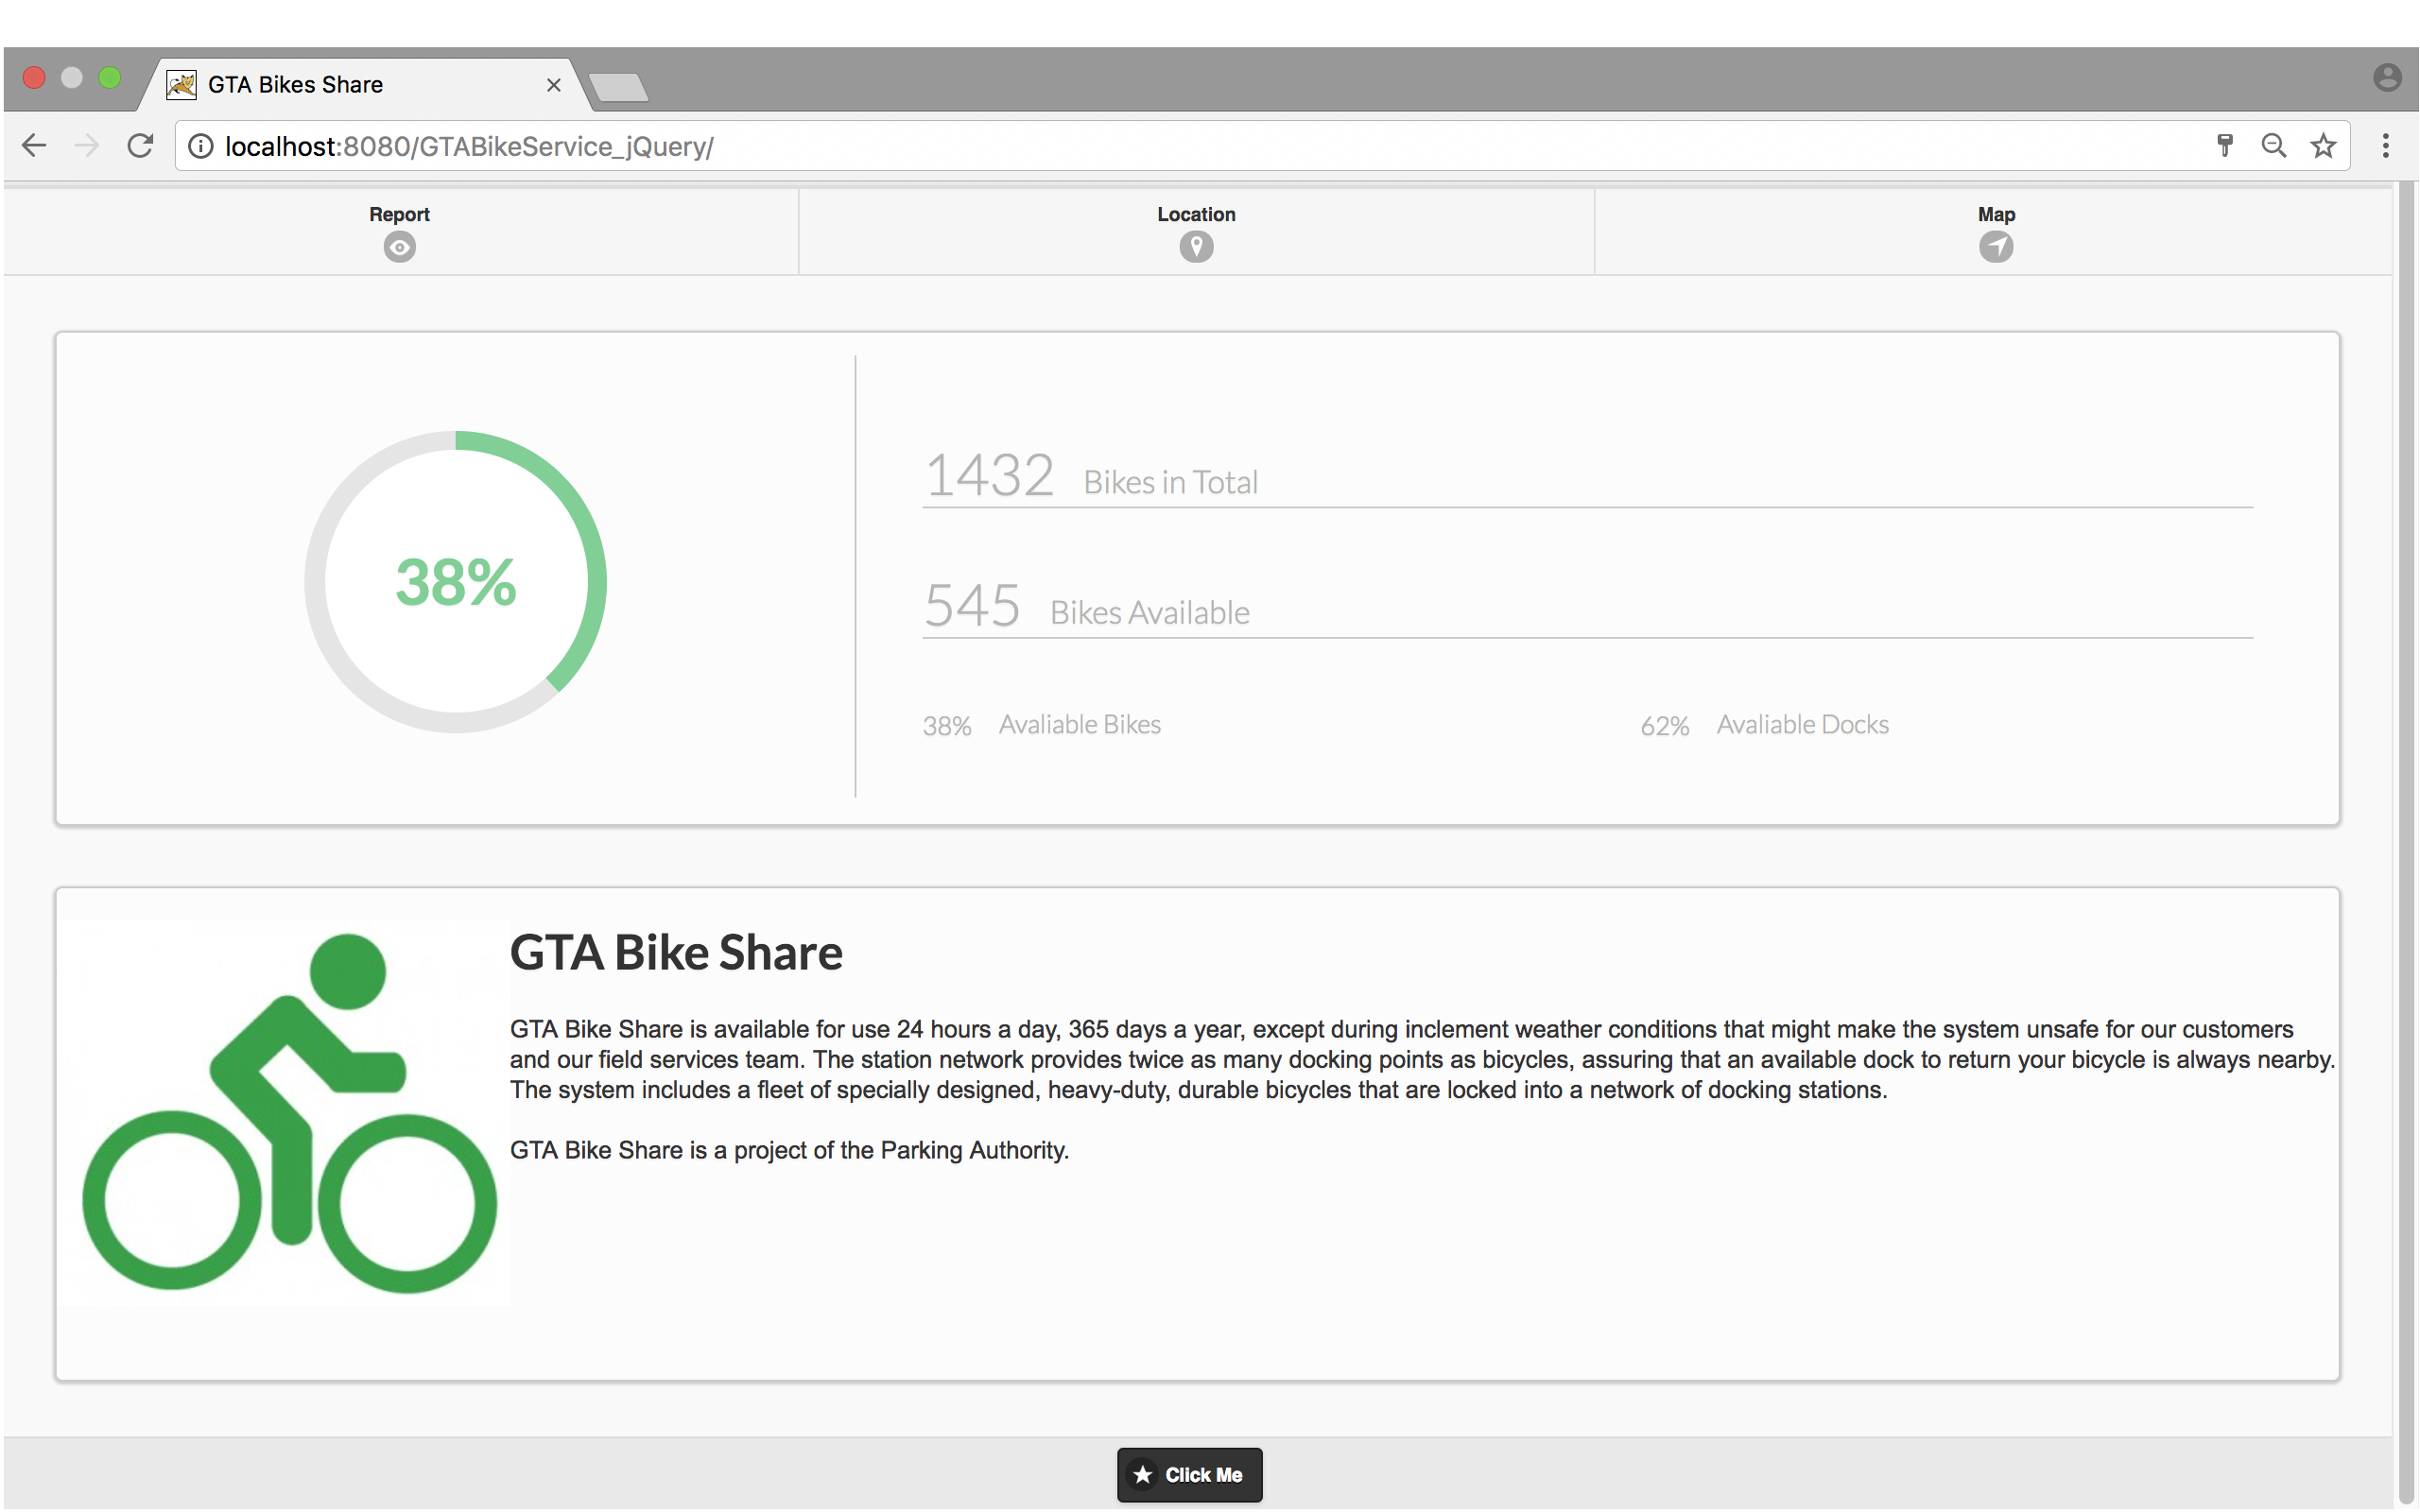 GTA Bikes Share
localhost:8080/GTABikeService_jQuery/
Report
Location
Map
38%
1432 Bikes in Total
545 Bikes Available
38% Avaliable Bikes
62% Avaliable Docks
GTA Bike Share
GTA Bike Share is available for use 24 hours a day, 365 days a year, except during inclement weather conditions that might make the system unsafe for our customers
and our field services team. The station network provides twice as many docking points as bicycles, assuring that an available dock to return your bicycle is always nearby.
The system includes a fleet of specially designed, heavy-duty, durable bicycles that are locked into a network of docking stations.
GTA Bike Share is a project of the Parking Authority.
Click Me